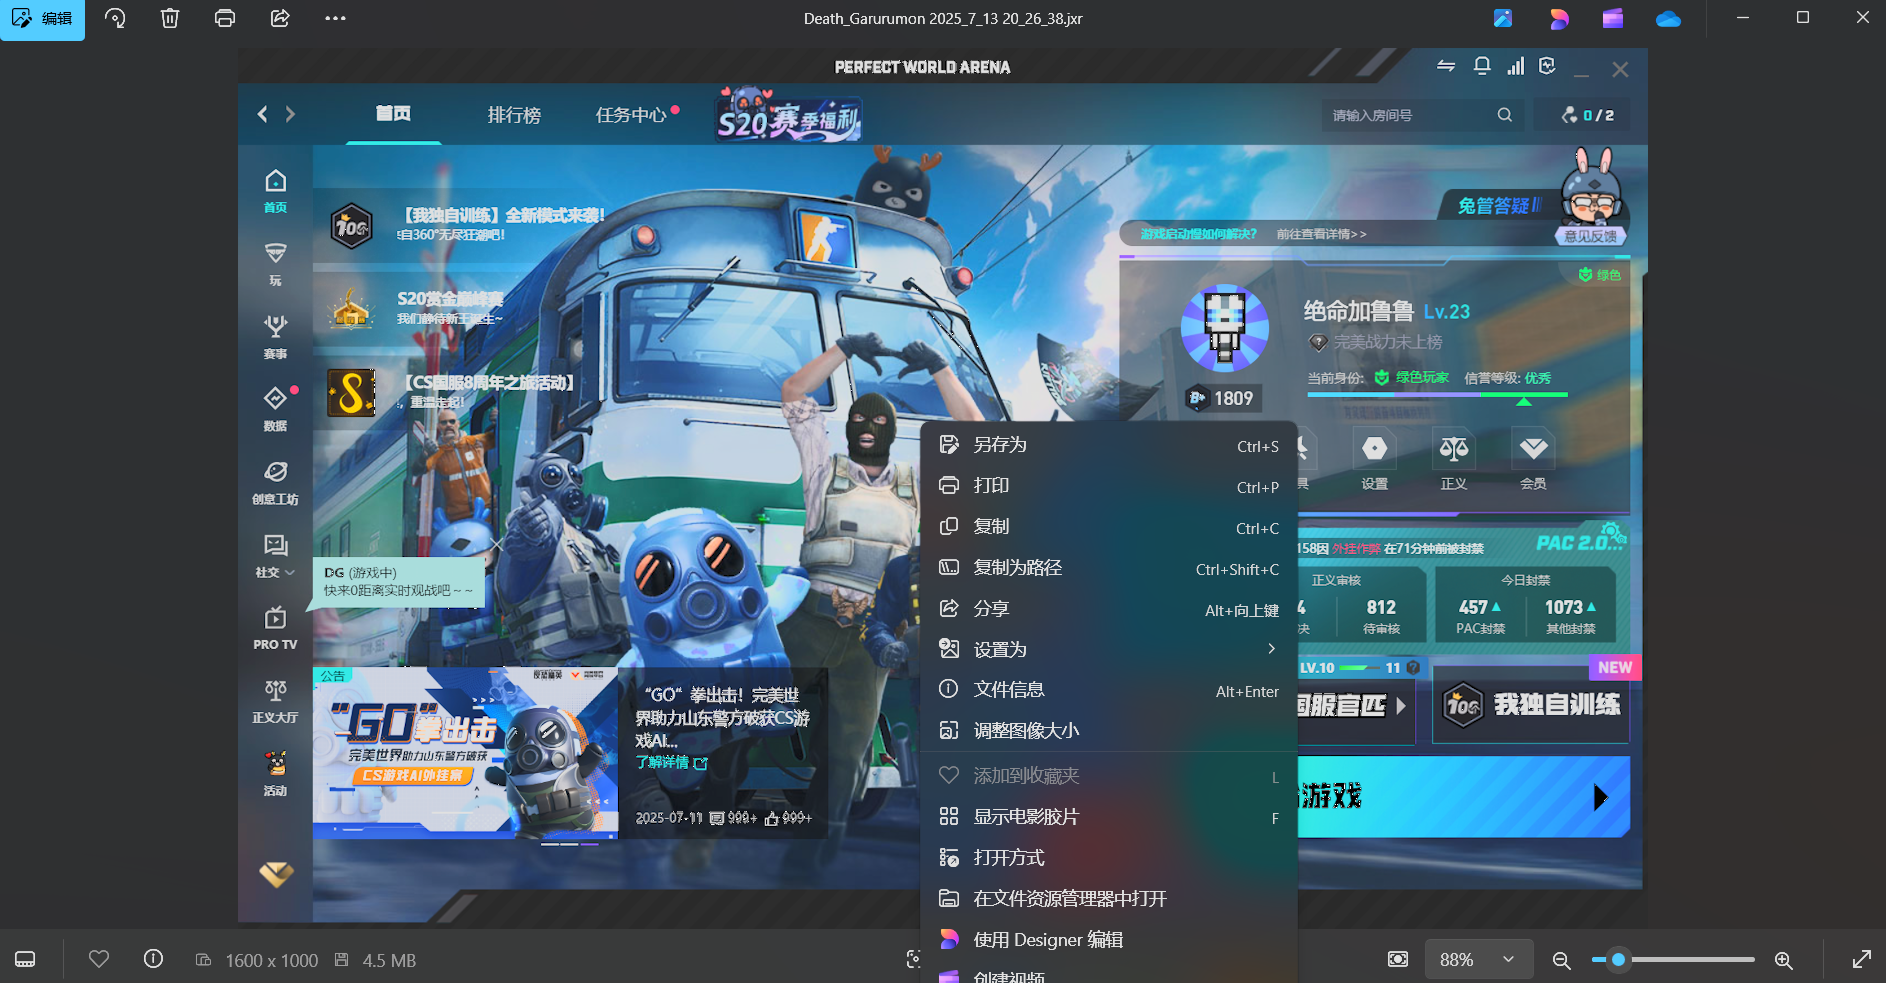 编辑
Death_Garurumon 2025_7_13 20_26_38.jxr
PERFECT WORLD ARENA
首页
排行榜
任务中心
S20赛季福利
请输入房间号
0 / 2
首页
玩
赛事
数据
创意工坊
社交
PRO TV
正义大厅
活动
【我独自训练】全新模式来袭!
自360°无尽狂潮吧!
S20赏金巅峰赛
我们静待新王诞生~
【CS国服8周年之旅活动】
,重温走起!
DG (游戏中)
快来0距离实时观战吧~~
公告
"GO"拳出击
完美世界助力山东警方破获
CS游戏AI外挂案
“GO”拳出击!完美世
界助力山东警方破获CS游
戏AI...
了解详情
2025-07-11 999+ 999+
免管答疑
意见反馈
游戏启动慢如何解决? 前往查看详情>>
绿色
绝命加鲁鲁 Lv.23
完美战力未上榜
当前身份: 绿色玩家 信誉等级: 优秀
B+ 1809
具
设置
正义
会员
158因 外挂作弊 在71分钟前被封禁
PAC 2.0...
正义审核
今日封禁
4
812
457
1073
决
待审核
PAC封禁
其他封禁
LV.10 11
NEW
国服官匹
我独自训练
游戏
另存为 Ctrl+S
打印 Ctrl+P
复制 Ctrl+C
复制为路径 Ctrl+Shift+C
分享 Alt+向上键
设置为
文件信息 Alt+Enter
调整图像大小
添加到收藏夹 L
显示电影胶片 F
打开方式
在文件资源管理器中打开
使用 Designer 编辑
创建视频
1600 x 1000
4.5 MB
88%